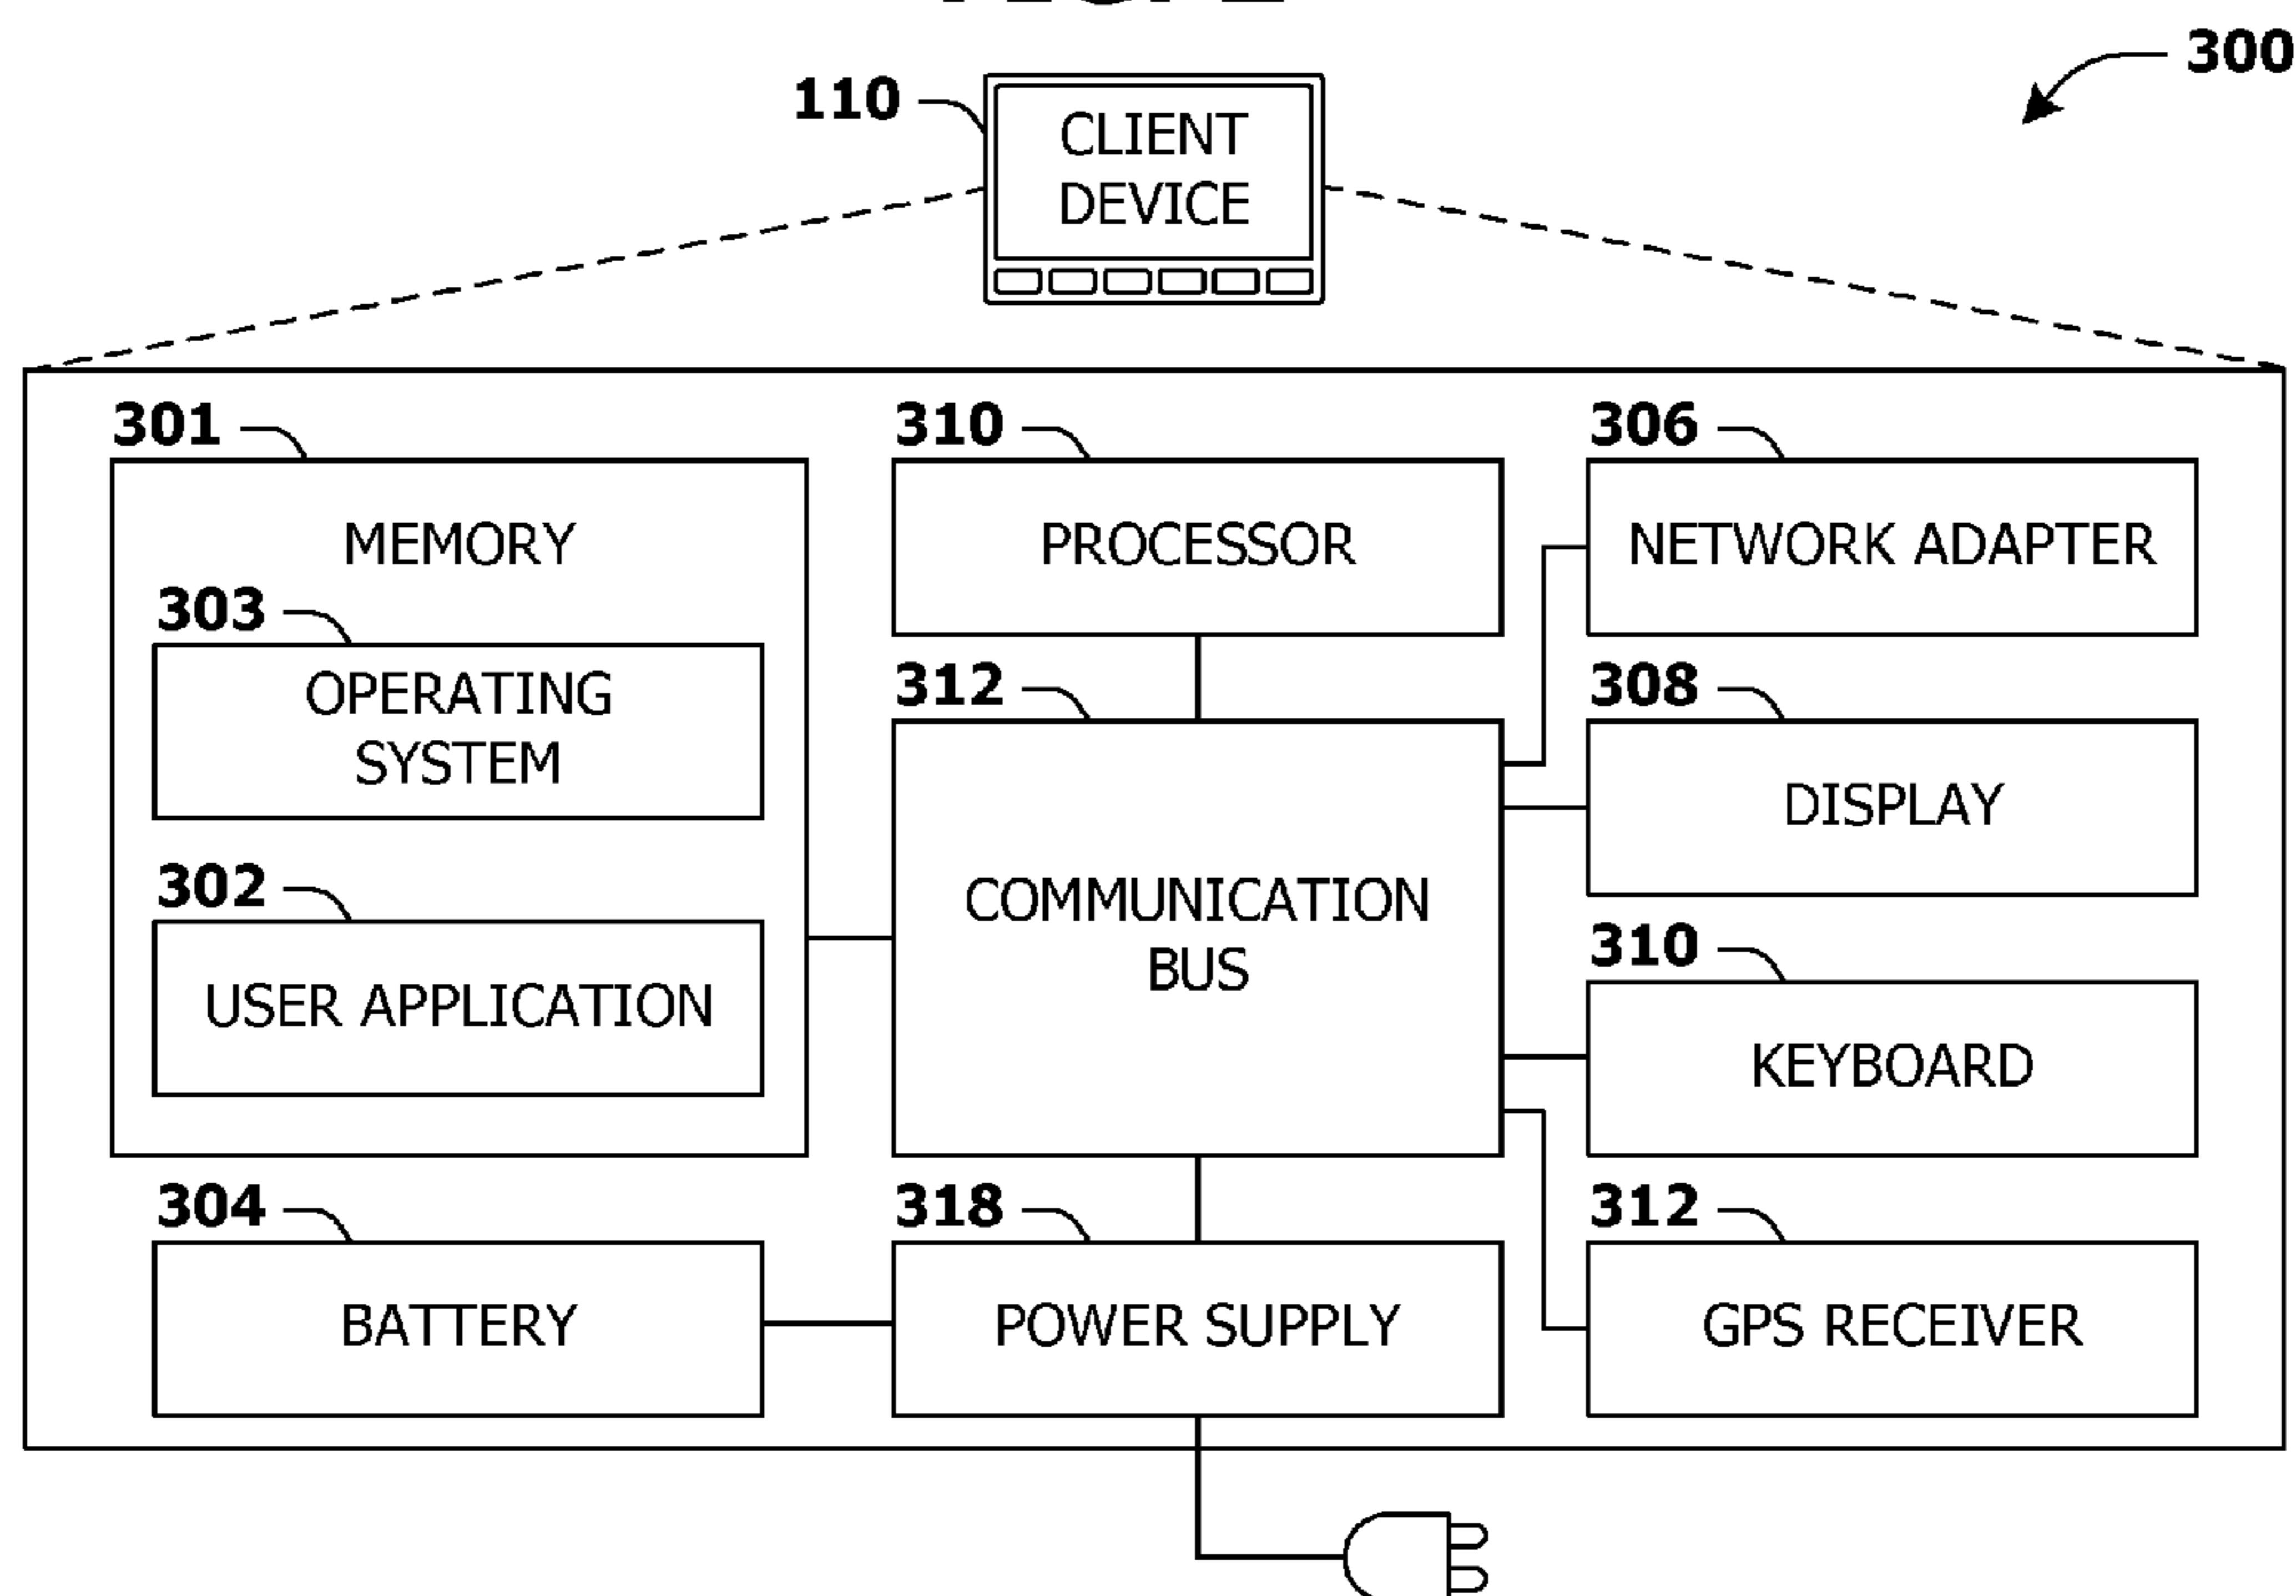 300
110
CLIENT
DEVICE
301
310
306
MEMORY
PROCESSOR
NETWORK ADAPTER
303
OPERATING
SYSTEM
312
308
DISPLAY
302
USER APPLICATION
COMMUNICATION
BUS
310
KEYBOARD
304
318
312
BATTERY
POWER SUPPLY
GPS RECEIVER